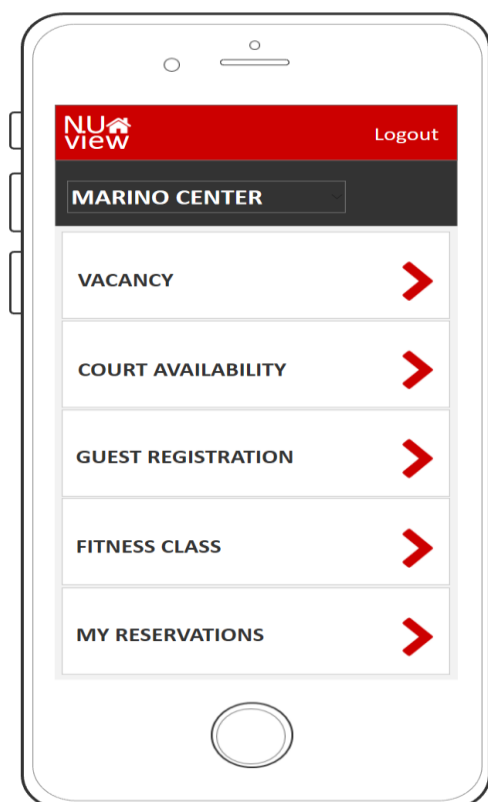 NU
view
Logout
MARINO CENTER
VACANCY
COURT AVAILABILITY
GUEST REGISTRATION
FITNESS CLASS
MY RESERVATIONS